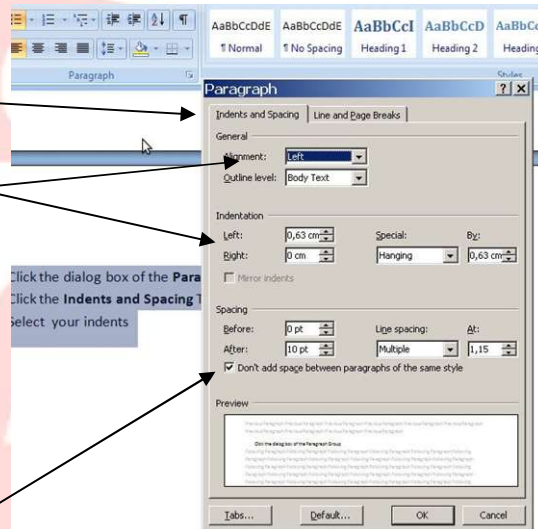 AaBbCcDdE AaBbCcDdE AaBbCcI AaBbCcD AaBbCc
¶ Normal ¶ No Spacing Heading 1 Heading 2 Heading
Paragraph Styles
Paragraph
Indents and Spacing Line and Page Breaks
General
Alignment: Left
Outline level: Body Text
Indentation
Left: 0,63 cm Special: By:
Right: 0 cm Hanging 0,63 cm
Mirror indents
Click the dialog box of the Para
Click the Indents and Spacing T
Select your indents
Spacing
Before: 0 pt Line spacing: At:
After: 10 pt Multiple 1,15
Don't add space between paragraphs of the same style
Preview
Click the dialog box of the Paragraph Group
Tabs... Default... OK Cancel